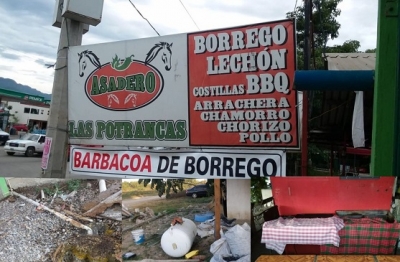 ASADERO
LAS POTRANCAS
BORREGO
LECHÓN
COSTILLAS BBQ
ARRACHERA
CHAMORRO
CHORIZO
POLLO
BARBACOA DE BORREGO